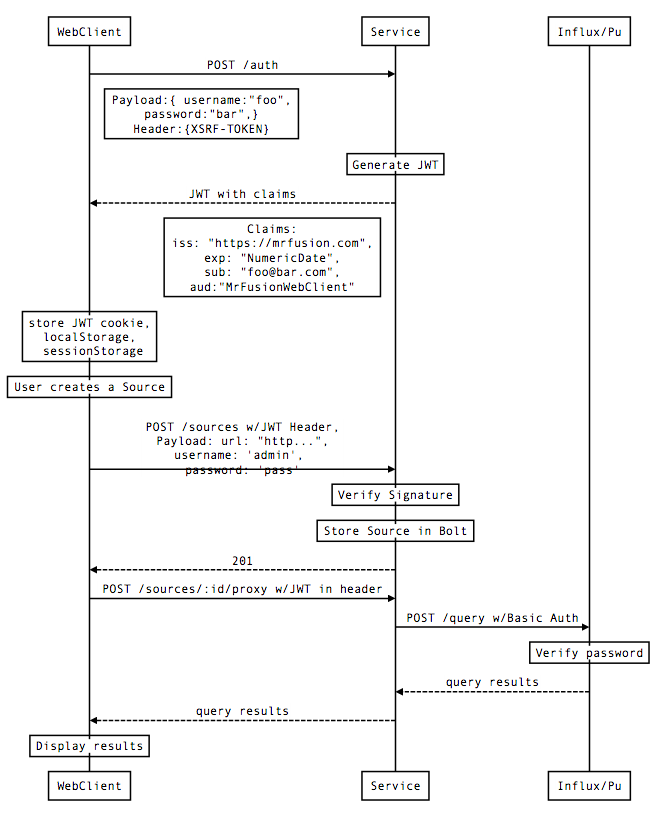 WebClient
Service
Influx/Pu
POST /auth
Payload:{ username:"foo",
password:"bar",}
Header:{XSRF-TOKEN}
Generate JWT
JWT with claims
Claims:
iss: "https://mrfusion.com",
exp: "NumericDate",
sub: "foo@bar.com",
aud:"MrFusionWebClient"
store JWT cookie,
localStorage,
sessionStorage
User creates a Source
POST /sources w/JWT Header,
Payload: url: "http...",
username: 'admin',
password: 'pass'
Verify Signature
Store Source in Bolt
201
POST /sources/:id/proxy w/JWT in header
POST /query w/Basic Auth
Verify password
query results
query results
Display results
WebClient
Service
Influx/Pu